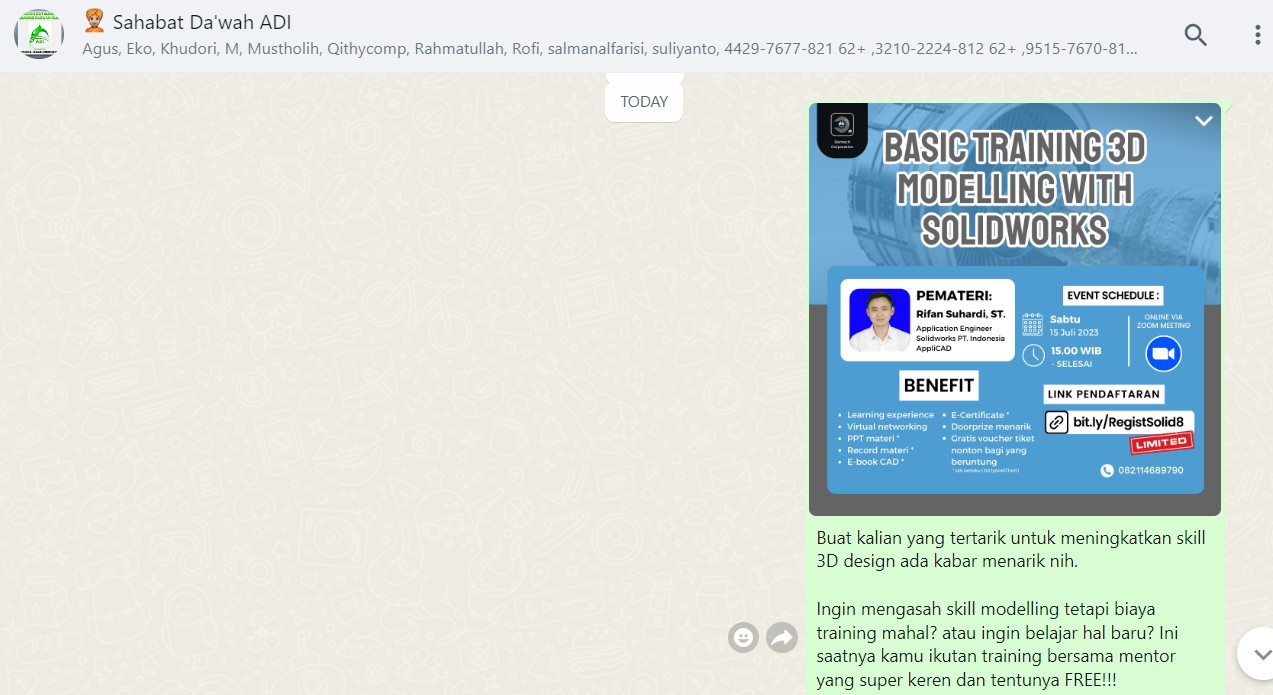 Sahabat Da'wah ADI
Agus, Eko, Khudori, M, Mustholih, Qithycomp, Rahmatullah, Rofi, salmanalfarisi, suliyanto, 4429-7677-821 62+ ,3210-2224-812 62+ ,9515-7670-81...
TODAY
Dartech
Corporation
BASIC TRAINING 3D
MODELLING WITH
SOLIDWORKS
PEMATERI:
Rifan Suhardi, ST.
Application Engineer
Solidworks PT. Indonesia
AppliCAD
EVENT SCHEDULE :
Sabtu
15 Juli 2023
15.00 WIB
- SELESAI
ONLINE VIA
ZOOM MEETING
BENEFIT
• Learning experience
• Virtual networking
• PPT materi *
• Record materi *
• E-book CAD *
• E-Certificate *
• Doorprize menarik
• Gratis voucher tiket
nonton bagi yang
beruntung
LINK PENDAFTARAN
bit.ly/RegistSolid8
LIMITED
082114689790
Buat kalian yang tertarik untuk meningkatkan skill
3D design ada kabar menarik nih.
Ingin mengasah skill modelling tetapi biaya
training mahal? atau ingin belajar hal baru? Ini
saatnya kamu ikutan training bersama mentor
yang super keren dan tentunya FREE!!!